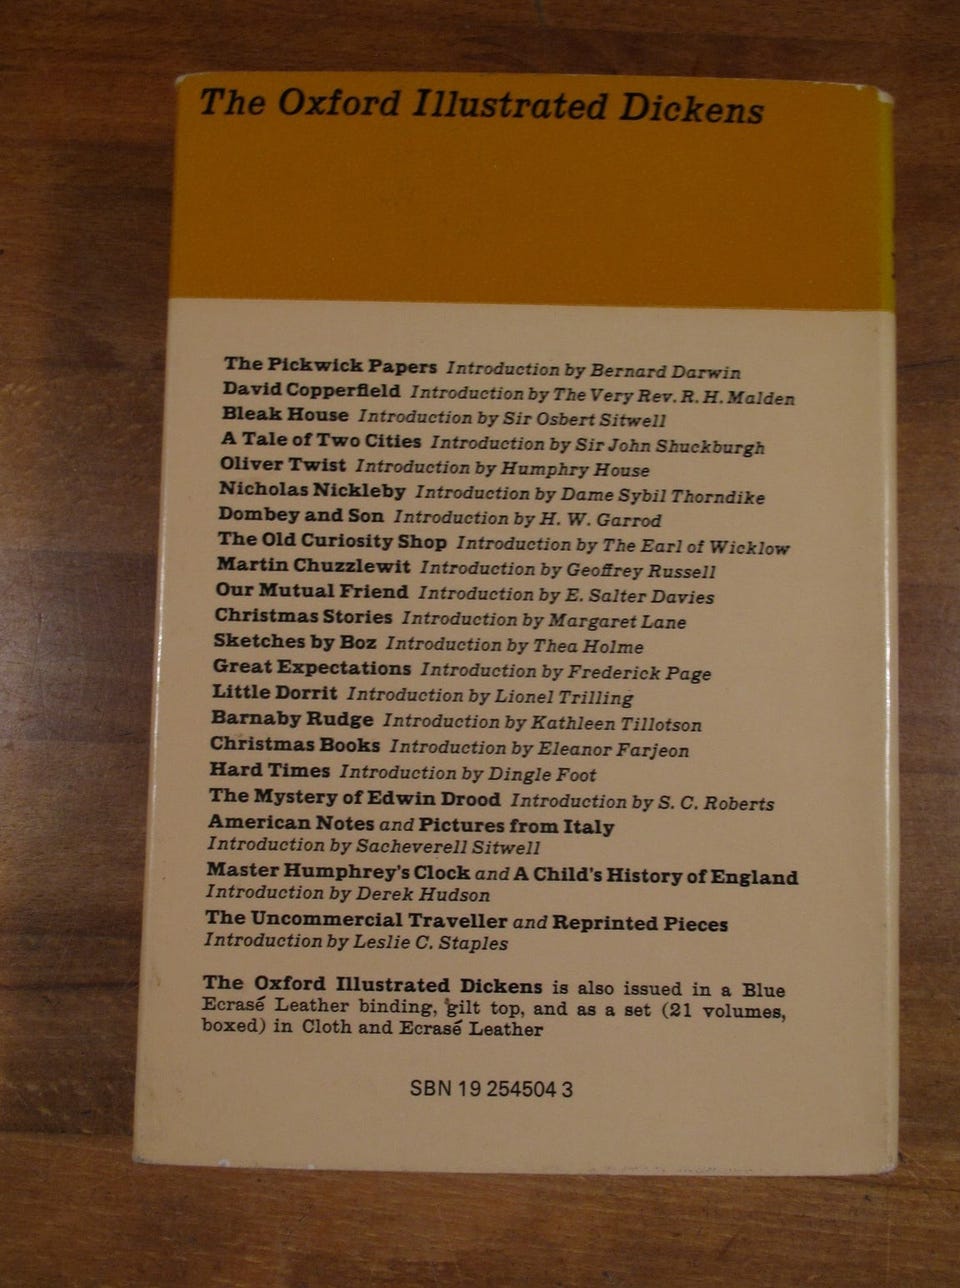 The Oxford Illustrated Dickens
The Pickwick Papers Introduction by Bernard Darwin
David Copperfield Introduction by The Very Rev. R. H. Malden
Bleak House Introduction by Sir Osbert Sitwell
A Tale of Two Cities Introduction by Sir John Shuckburgh
Oliver Twist Introduction by Humphry House
Nicholas Nickleby Introduction by Dame Sybil Thorndike
Dombey and Son Introduction by H. W. Garrod
The Old Curiosity Shop Introduction by The Earl of Wicklow
Martin Chuzzlewit Introduction by Geoffrey Russell
Our Mutual Friend Introduction by E. Salter Davies
Christmas Stories Introduction by Margaret Lane
Sketches by Boz Introduction by Thea Holme
Great Expectations Introduction by Frederick Page
Little Dorrit Introduction by Lionel Trilling
Barnaby Rudge Introduction by Kathleen Tillotson
Christmas Books Introduction by Eleanor Farjeon
Hard Times Introduction by Dingle Foot
The Mystery of Edwin Drood Introduction by S. C. Roberts
American Notes and Pictures from Italy
Introduction by Sacheverell Sitwell
Master Humphrey's Clock and A Child's History of England
Introduction by Derek Hudson
The Uncommercial Traveller and Reprinted Pieces
Introduction by Leslie C. Staples
The Oxford Illustrated Dickens is also issued in a Blue
Ecrasé Leather binding, gilt top, and as a set (21 volumes,
boxed) in Cloth and Ecrasé Leather
SBN 19 254504 3